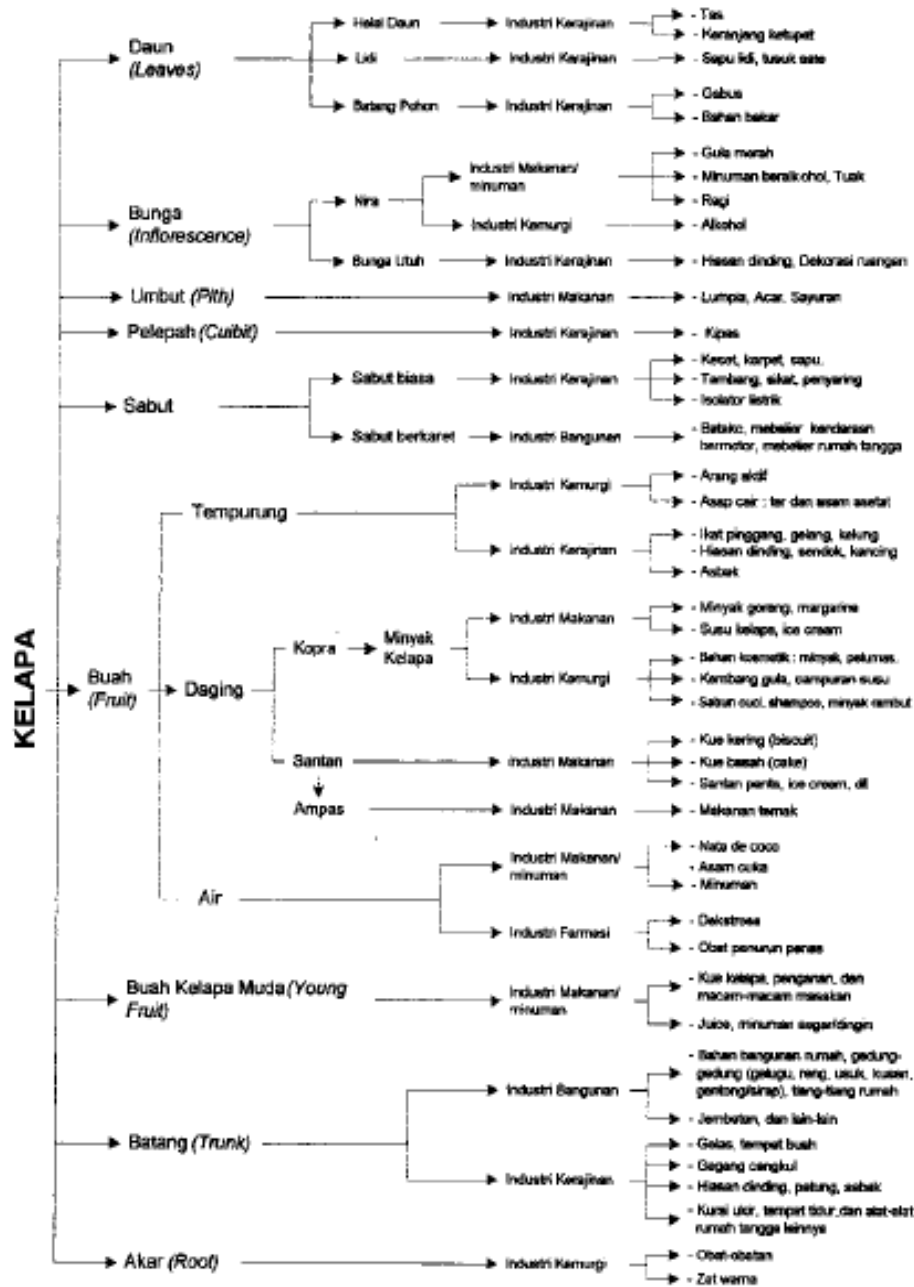 KELAPA
Daun
(Leaves)
Helai Daun
Industri Kerajinan
- Tas
- Keranjang ketupat
Lidi
Industri Kerajinan
- Sapu lidi, tusuk sate
Batang Pohon
Industri Kerajinan
- Gabus
- Bahan bakar
Bunga
(Inflorescence)
Nira
Industri Makanan/
minuman
- Gula merah
- Minuman beralkohol, Tuak
- Ragi
Industri Kemurgi
- Alkohol
Bunga Utuh
Industri Kerajinan
- Hiasan dinding, Dekorasi ruangan
Umbut (Pith)
Industri Makanan
- Lumpia, Acar, Sayuran
Pelepah (Cuibit)
Industri Kerajinan
- Kipas
Sabut
Sabut biasa
Industri Kerajinan
- Keset, karpet, sapu.
- Tambang, sikat, penyaring
- Isolator listrik
Sabut berkaret
Industri Bangunan
- Batako, mebelier kendaraan
bermotor, mebelier rumah tangga
Buah
(Fruit)
Tempurung
Industri Kemurgi
- Arang aktif
- Asap cair : ter dan asam asetat
Industri Kerajinan
- Ikat pinggang, gelang, kalung
- Hiasan dinding, sendok, kancing
- Asbak
Daging
Kopra
Minyak
Kelapa
Industri Makanan
- Minyak goreng, margarine
- Susu kelapa, ice cream
Industri Kemurgi
- Bahan kosmetik : minyak, pelumas.
- Kembang gula, campuran susu
- Sabun cuci, shampoo, minyak rambut
Santan
Industri Makanan
- Kue kering (biscuit)
- Kue basah (cake)
- Santan panta, ice cream, dll
Ampas
Industri Makanan
- Makanan ternak
Air
Industri Makanan/
minuman
- Nata de coco
- Asam cuka
- Minuman
Industri Farmasi
- Dekstrosa
- Obat penurun panas
Buah Kelapa Muda (Young
Fruit)
Industri Makanan/
minuman
- Kue kelapa, penganan, dan
macam-macam masakan
- Juice, minuman segar/dingin
Batang (Trunk)
Industri Bangunan
- Bahan bangunan rumah, gedung-
gedung (gelugu, reng, usuk, kusen,
genteng/sirap), tiang-tiang rumah
- Jembatan, dan lain-lain
Industri Kerajinan
- Gelas, tempat buah
- Gagang cangkul
- Hiasan dinding, patung, asbak
- Kursi ukir, tempat tidur,dan alat-alat
rumah tangga lainnya
Akar (Root)
Industri Kemurgi
- Obat-obatan
- Zat warna